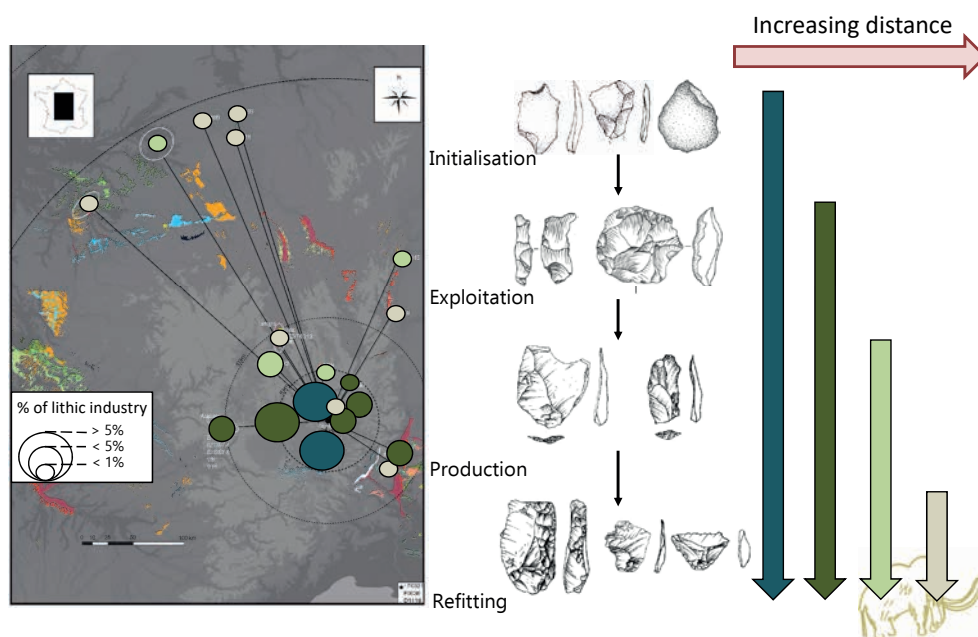 Increasing distance
Initialisation
Exploitation
% of lithic industry
> 5%
< 5%
< 1%
Production
Refitting